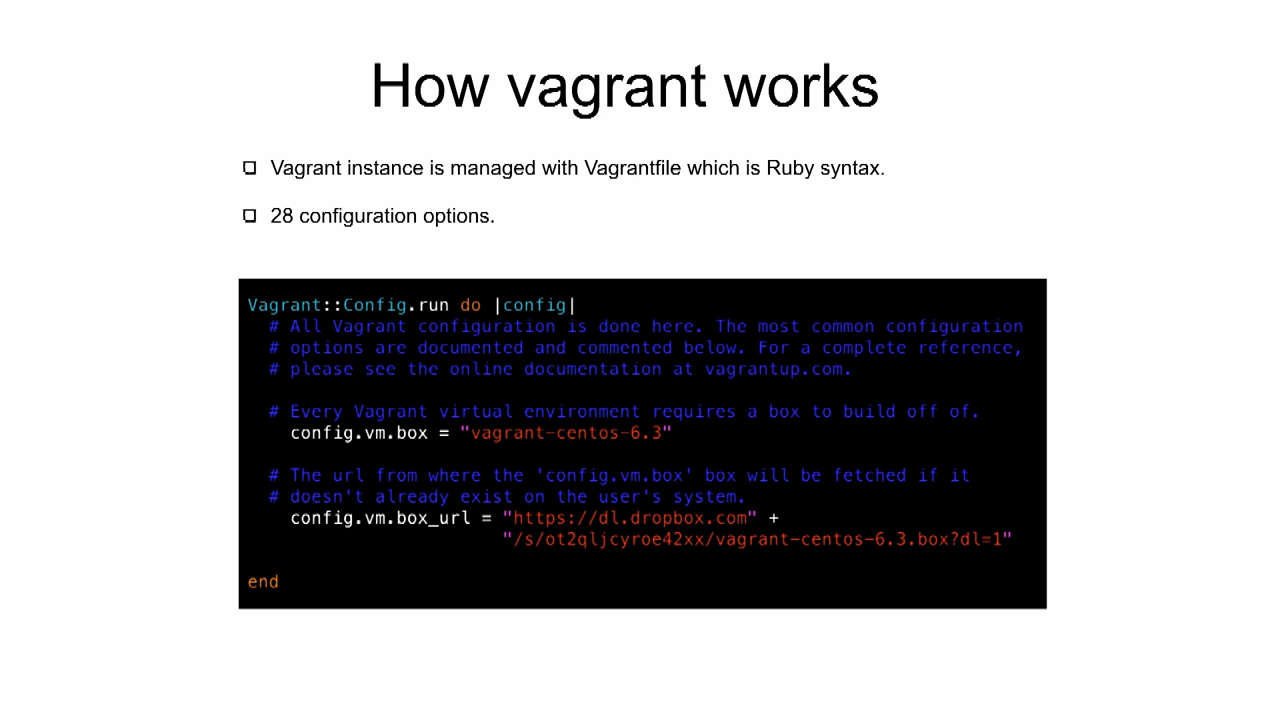 How vagrant works
Vagrant instance is managed with Vagrantfile which is Ruby syntax.
28 configuration options.
Vagrant::Config.run do |config|
# All Vagrant configuration is done here. The most common configuration
# options are documented and commented below. For a complete reference,
# please see the online documentation at vagrantup.com.
# Every Vagrant virtual environment requires a box to build off of.
config.vm.box = "vagrant-centos-6.3"
# The url from where the 'config.vm.box' box will be fetched if it
# doesn't already exist on the user's system.
config.vm.box_url = "https://dl.dropbox.com" +
"/s/ot2qljcyroe42xx/vagrant-centos-6.3.box?dl=1"
end